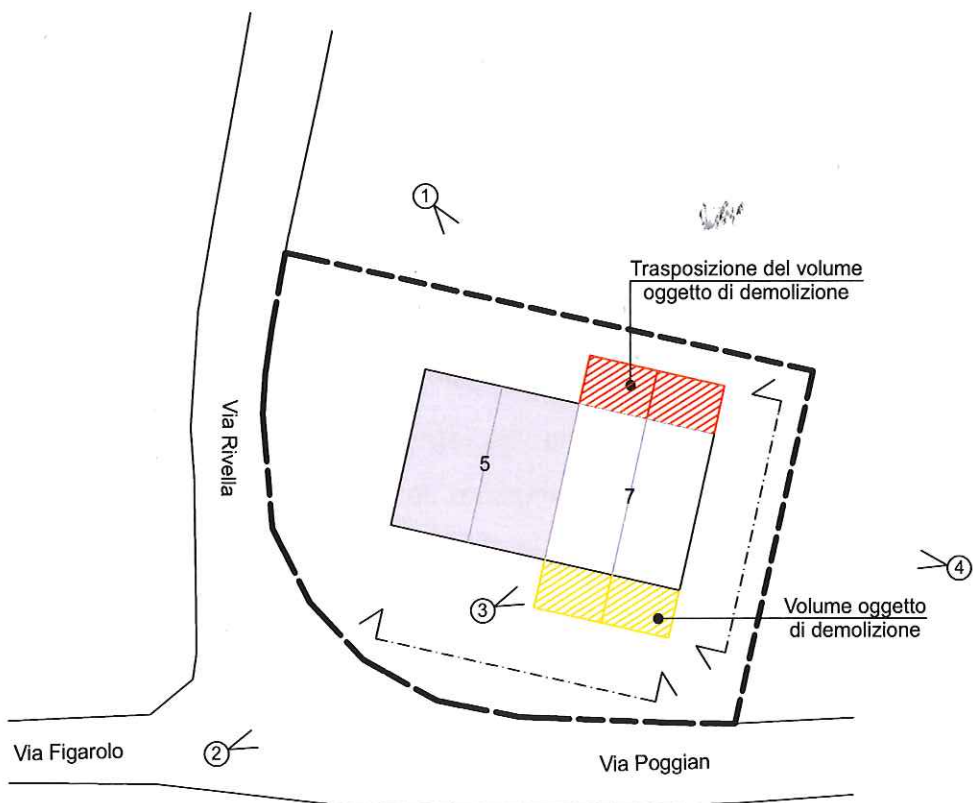 1
Trasposizione del volume
oggetto di demolizione
Via Rivella
5
7
4
3
Volume oggetto
di demolizione
Via Figarolo
2
Via Poggian